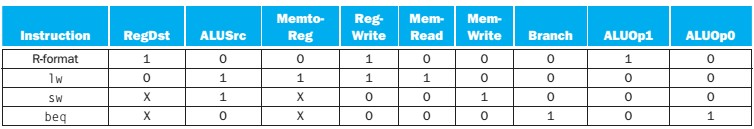 Instruction RegDst ALUSrc Memto-Reg Reg-Write Mem-Read Mem-Write Branch ALUOp1 ALUOp0
R-format 1 0 0 1 0 0 0 1 0
lw 0 1 1 1 1 0 0 0 0
sw X 1 X 0 0 1 0 0 0
beq X 0 X 0 0 0 1 0 1